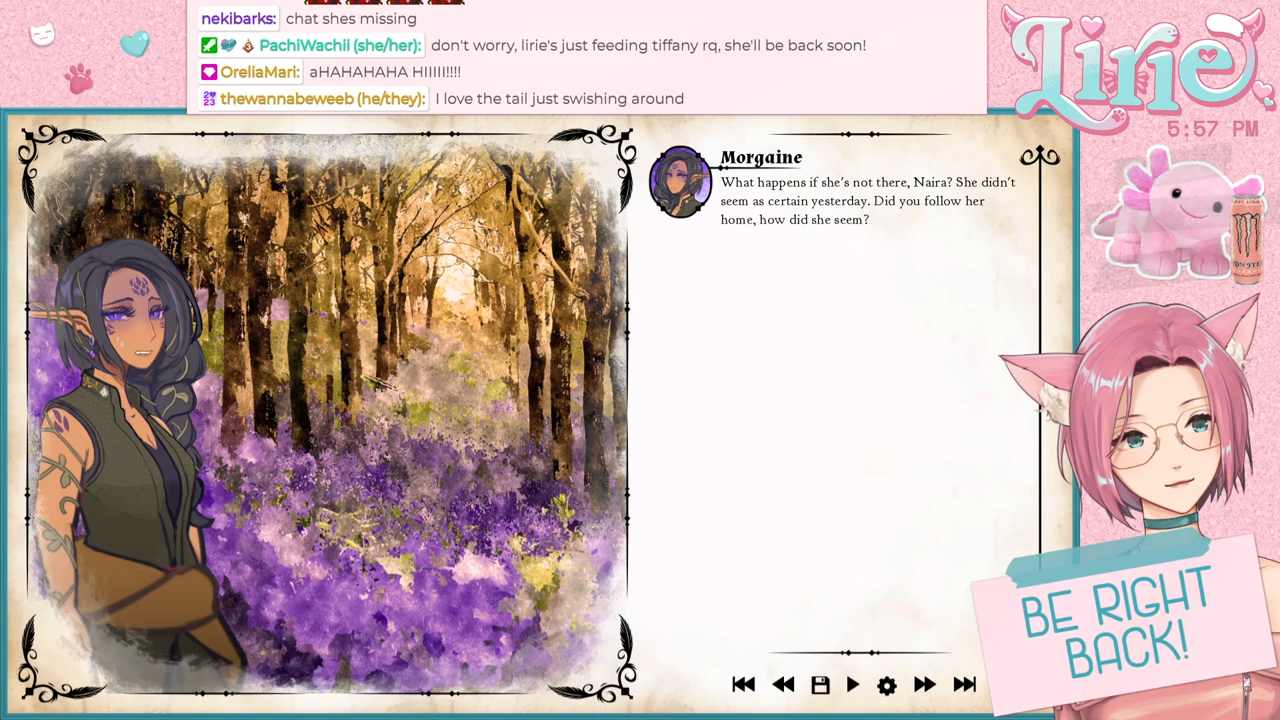 nekibarks: chat shes missing
PachiWachii (she/her): don't worry, lirie's just feeding tiffany rq, she'll be back soon!
OreliaMari: aHAHAHAHA HIIIII!!!!
thewannabeweeb (he/they): I love the tail just swishing around
Lirie
5:57 PM
Morgaine
What happens if she's not there, Naira? She didn't
seem as certain yesterday. Did you follow her
home, how did she seem?
MONSTER
BE RIGHT
BACK!